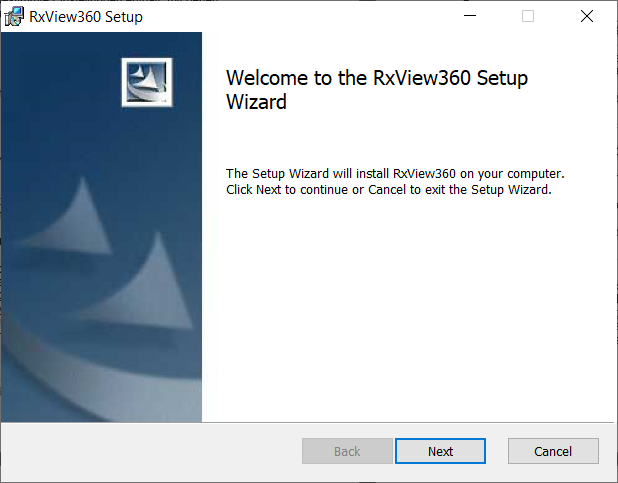 RxView360 Setup
Welcome to the RxView360 Setup
Wizard
The Setup Wizard will install RxView360 on your computer.
Click Next to continue or Cancel to exit the Setup Wizard.
Back
Next
Cancel